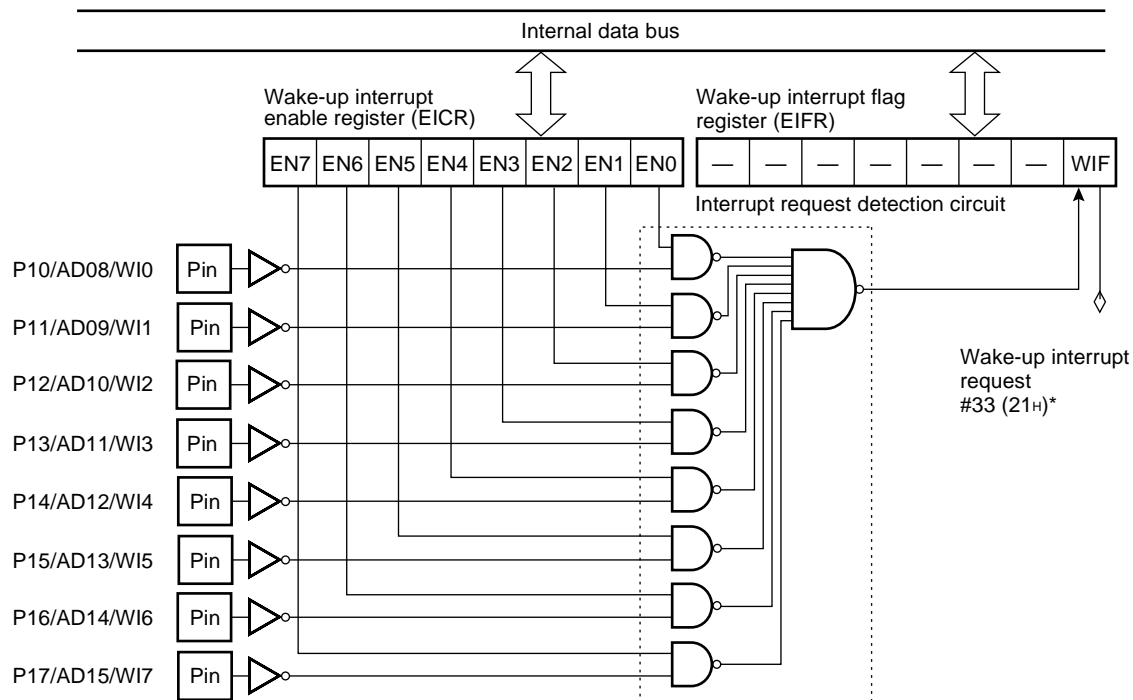 Internal data bus
Wake-up interrupt
enable register (EICR)
Wake-up interrupt flag
register (EIFR)
EN7 EN6 EN5 EN4 EN3 EN2 EN1 EN0
— — — — — — — WIF
Interrupt request detection circuit
P10/AD08/WI0 Pin
P11/AD09/WI1 Pin
P12/AD10/WI2 Pin
P13/AD11/WI3 Pin
P14/AD12/WI4 Pin
P15/AD13/WI5 Pin
P16/AD14/WI6 Pin
P17/AD15/WI7 Pin
Wake-up interrupt
request
#33 (21H)*